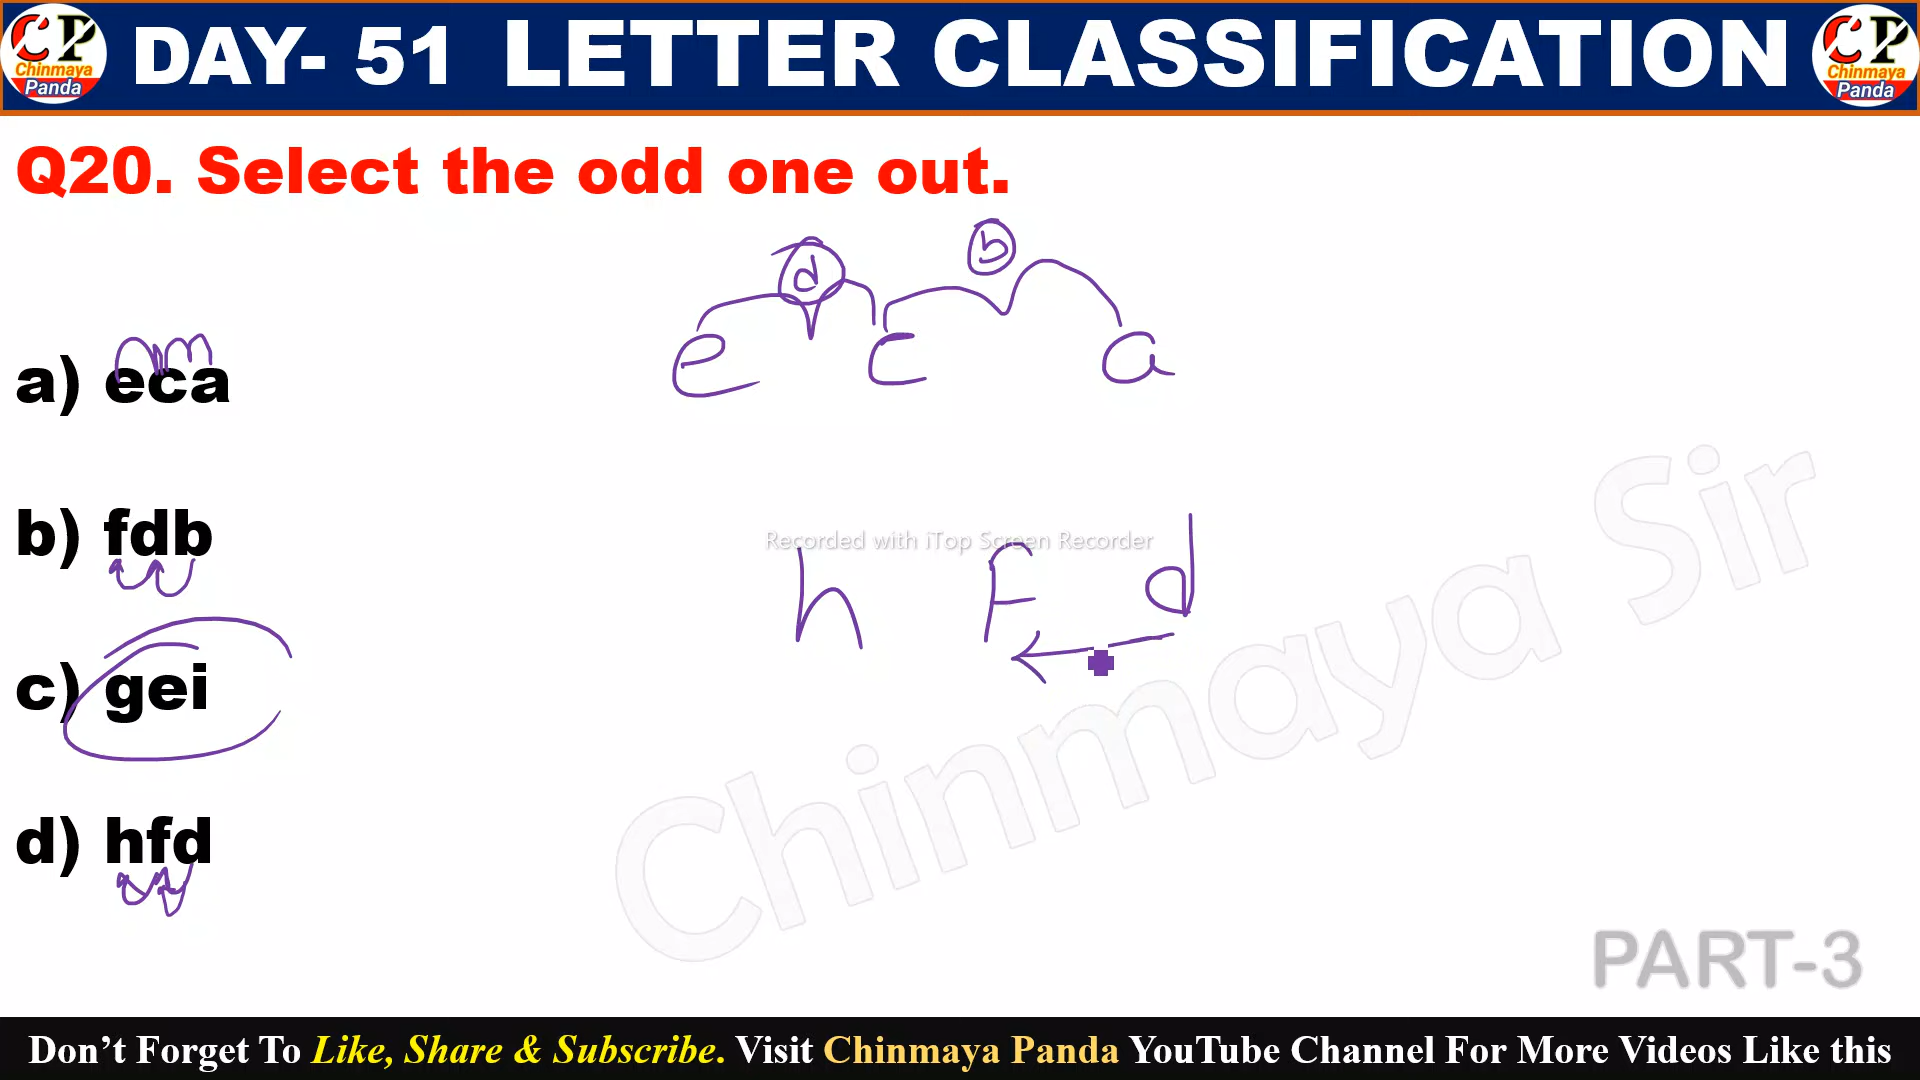 CP
Chinmaya
Panda
DAY- 51 LETTER CLASSIFICATION
CP
Chinmaya
Panda
Q20. Select the odd one out.
d b
e c a
a) eca
b) fdb
Recorded with iTop Screen Recorder
h F d
c) gei
d) hfd
Chinmaya Sir
PART-3
Don’t Forget To Like, Share & Subscribe. Visit Chinmaya Panda YouTube Channel For More Videos Like this